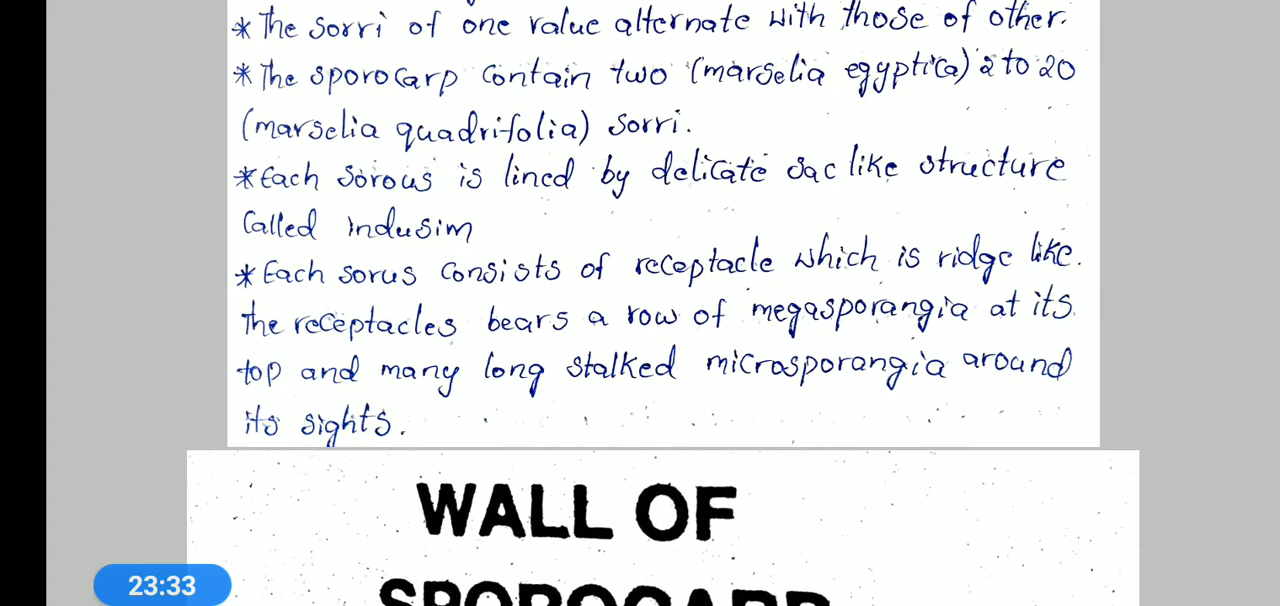 * The sorri of one value alternate with those of other.
* The sporocarp contain two (marselia egyptica) 2 to 20
(marselia quadrifolia) sorri.
* Each sorous is lined by delicate sac like structure
called indusim
* Each sorus consists of receptacle which is ridge like.
The receptacles bears a row of megasporangia at its
top and many long stalked microsporangia around
its sights.
WALL OF
SPOROCARP
23:33